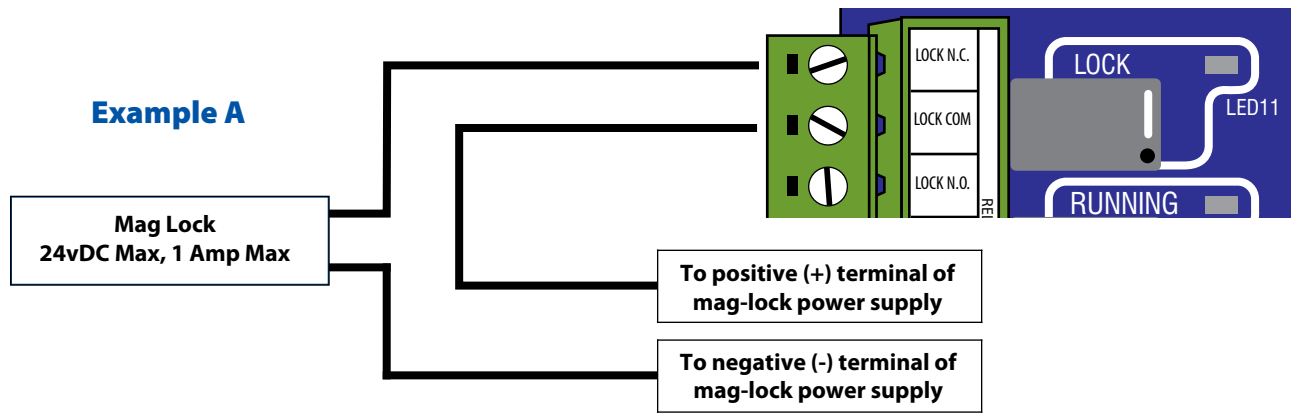 Example A
Mag Lock
24vDC Max, 1 Amp Max
LOCK N.C.
LOCK COM
LOCK N.O.
REL
LOCK
LED11
RUNNING
To positive (+) terminal of
mag-lock power supply
To negative (-) terminal of
mag-lock power supply